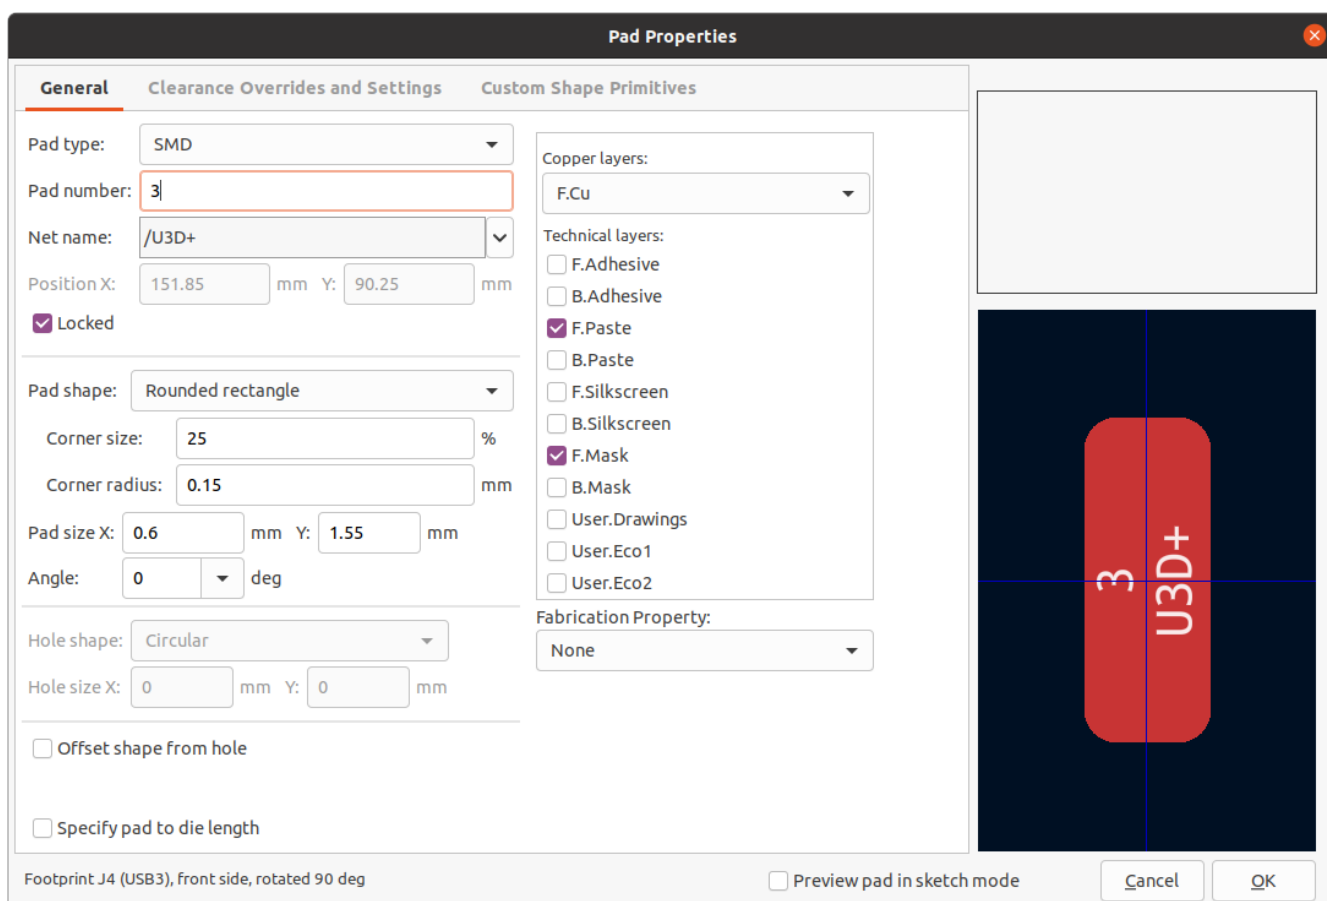 Pad Properties
General Clearance Overrides and Settings Custom Shape Primitives
Pad type: SMD
Pad number: 3
Net name: /U3D+
Position X: 151.85 mm Y: 90.25 mm
Locked
Pad shape: Rounded rectangle
Corner size: 25 %
Corner radius: 0.15 mm
Pad size X: 0.6 mm Y: 1.55 mm
Angle: 0 deg
Hole shape: Circular
Hole size X: 0 mm Y: 0 mm
Offset shape from hole
Specify pad to die length
Copper layers:
F.Cu
Technical layers:
F.Adhesive
B.Adhesive
F.Paste
B.Paste
F.Silkscreen
B.Silkscreen
F.Mask
B.Mask
User.Drawings
User.Eco1
User.Eco2
Fabrication Property:
None
3
U3D+
Footprint J4 (USB3), front side, rotated 90 deg
Preview pad in sketch mode
Cancel
OK